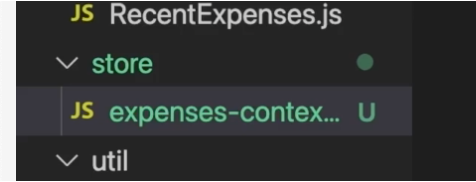 JS RecentExpenses.js
store
JS expenses-contex... U
util